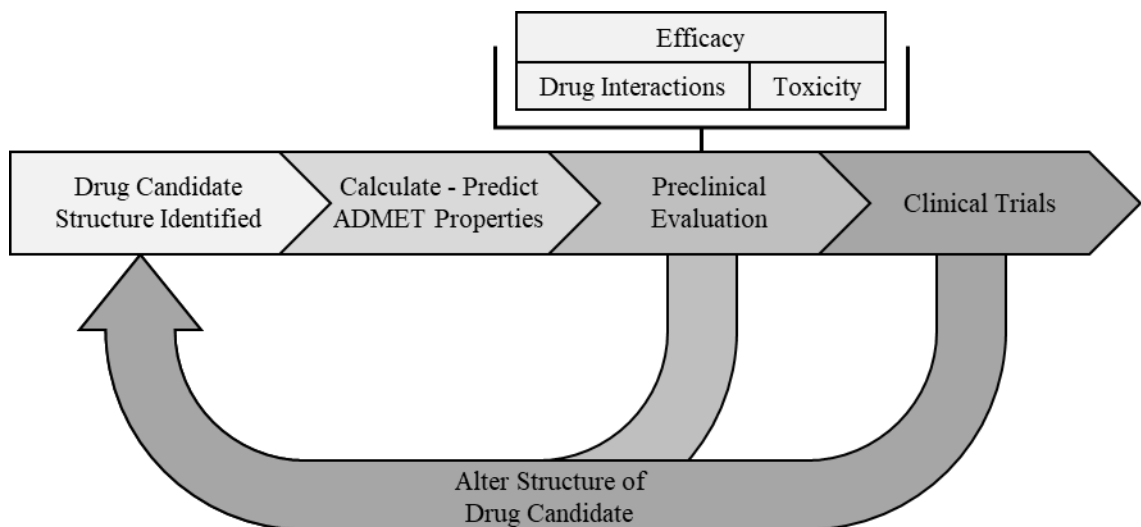 Efficacy
Drug Interactions
Toxicity
Drug Candidate
Structure Identified
Calculate - Predict
ADMET Properties
Preclinical
Evaluation
Clinical Trials
Alter Structure of
Drug Candidate